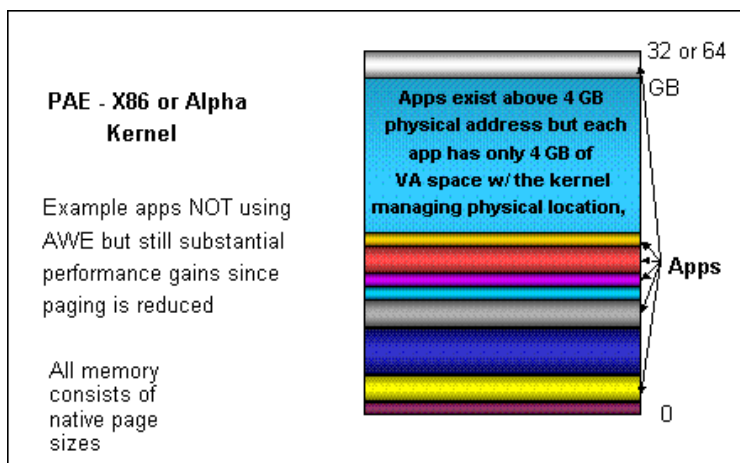 PAE - X86 or Alpha
Kernel
Example apps NOT using
AWE but still substantial
performance gains since
paging is reduced
All memory
consists of
native page
sizes
Apps exist above 4 GB
physical address but each
app has only 4 GB of
VA space w/ the kernel
managing physical location,
32 or 64
GB
Apps
0